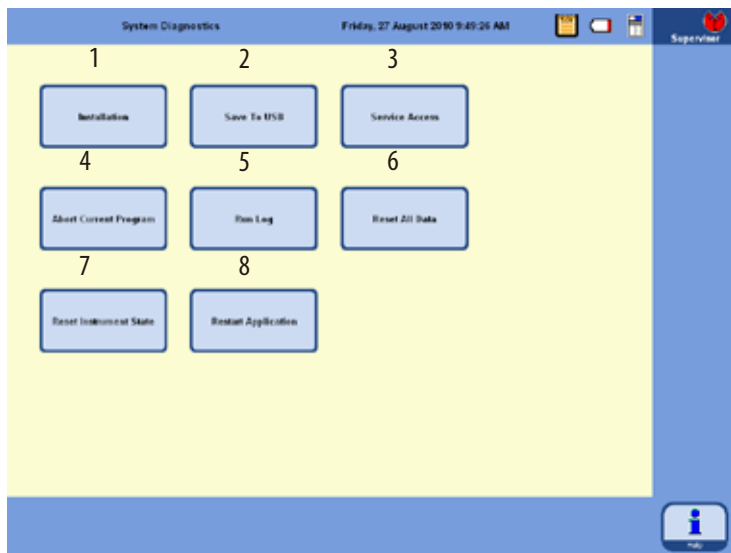 System Diagnostics Friday, 27 August 2010 9:49:26 AM
Supervisor
1 2 3
Installation Save To USB Service Access
4 5 6
Abort Current Program Run Log Reset All Data
7 8
Reset Instrument State Restart Application
Help